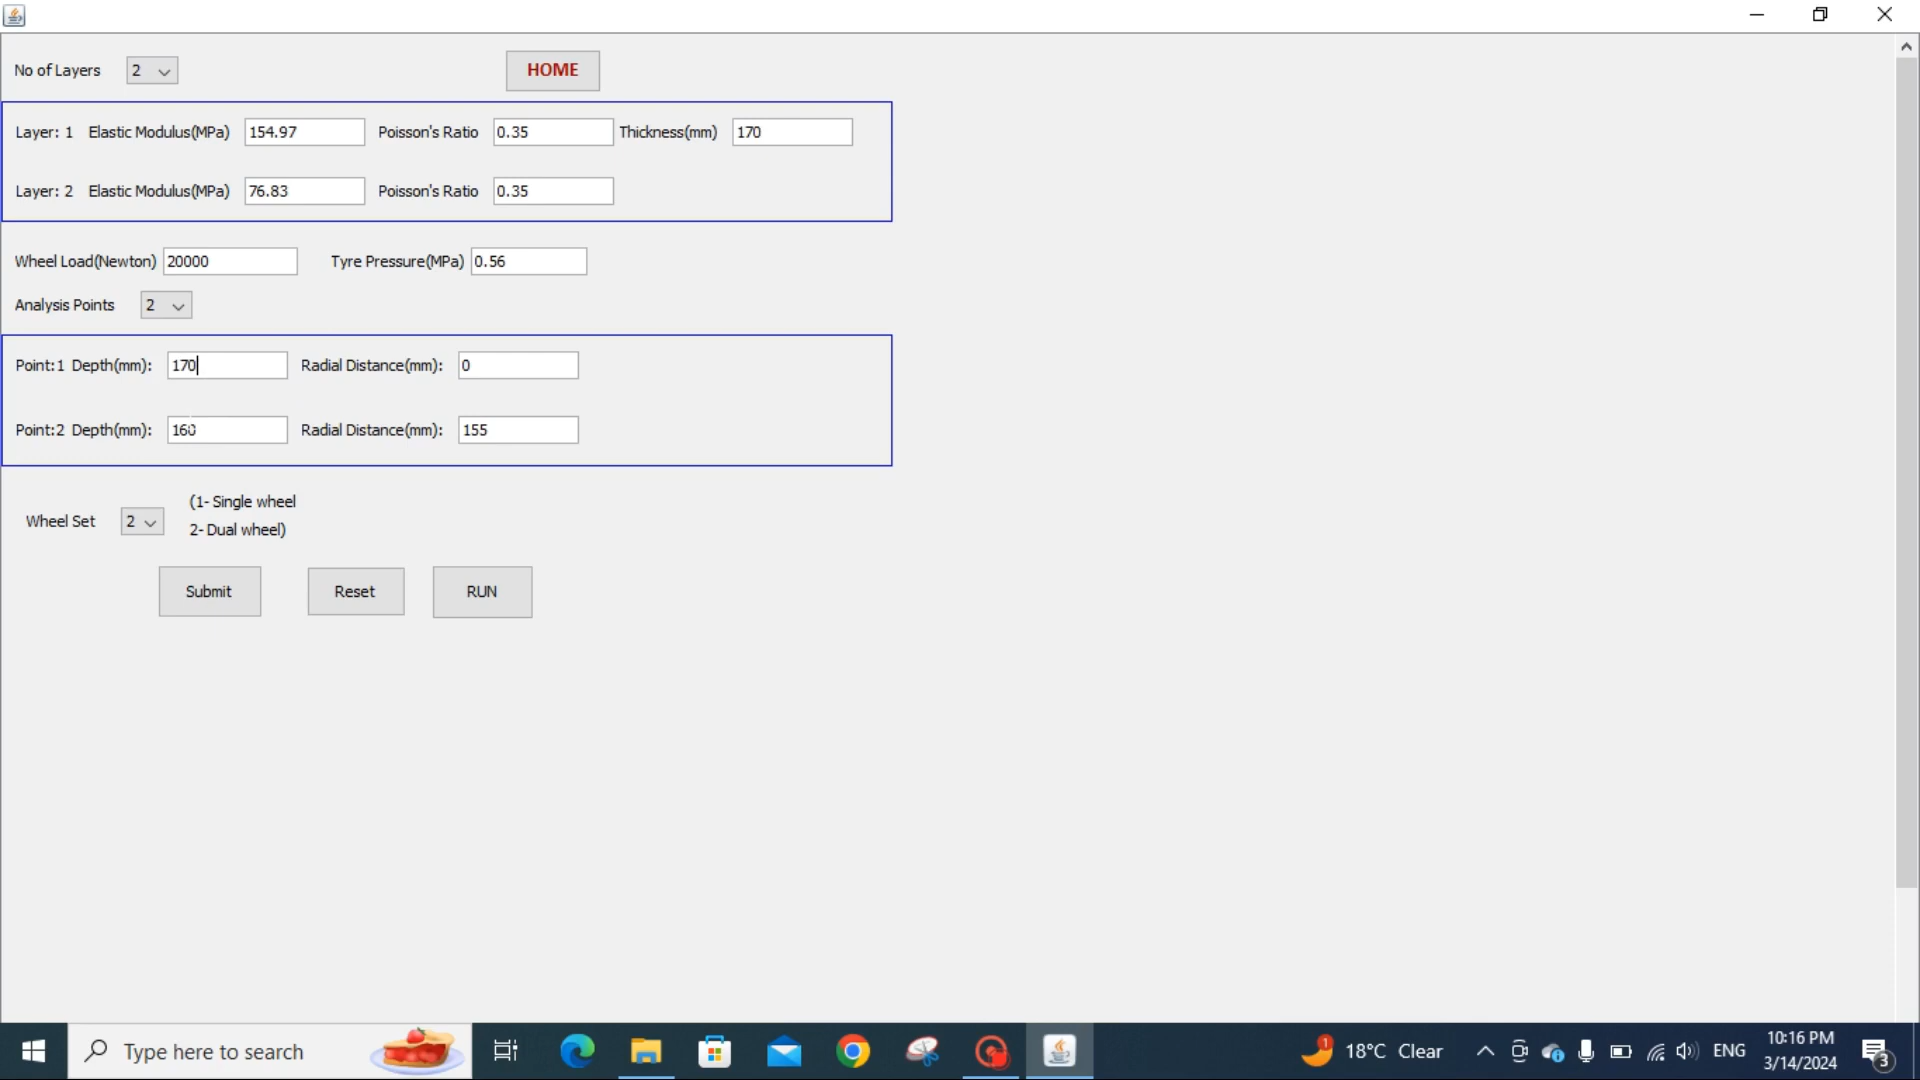 No of Layers 2 HOME
Layer: 1 Elastic Modulus(MPa) 154.97 Poisson's Ratio 0.35 Thickness(mm) 170
Layer: 2 Elastic Modulus(MPa) 76.83 Poisson's Ratio 0.35
Wheel Load(Newton) 20000 Tyre Pressure(MPa) 0.56
Analysis Points 2
Point:1 Depth(mm): 170 Radial Distance(mm): 0
Point:2 Depth(mm): 160 Radial Distance(mm): 155
Wheel Set 2 (1- Single wheel
2- Dual wheel)
Submit Reset RUN
Type here to search 1 18°C Clear ENG 10:16 PM
3/14/2024 3